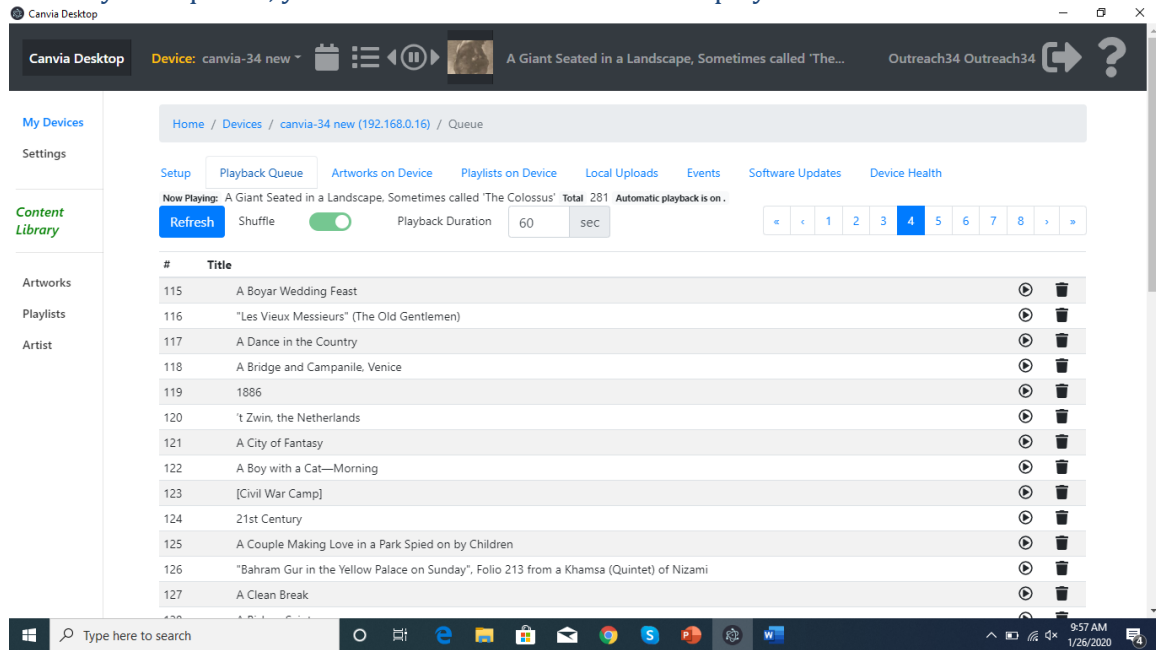 Canvia Desktop
Canvia Desktop Device: canvia-34 new A Giant Seated in a Landscape, Sometimes called 'The... Outreach34 Outreach34
My Devices
Settings
Content
Library
Artworks
Playlists
Artist
Home / Devices / canvia-34 new (192.168.0.16) / Queue
Setup Playback Queue Artworks on Device Playlists on Device Local Uploads Events Software Updates Device Health
Now Playing: A Giant Seated in a Landscape, Sometimes called 'The Colossus' Total 281 Automatic playback is on .
Refresh Shuffle Playback Duration 60 sec « ‹ 1 2 3 4 5 6 7 8 › »
# Title
115 A Boyar Wedding Feast
116 "Les Vieux Messieurs" (The Old Gentlemen)
117 A Dance in the Country
118 A Bridge and Campanile, Venice
119 1886
120 't Zwin, the Netherlands
121 A City of Fantasy
122 A Boy with a Cat—Morning
123 [Civil War Camp]
124 21st Century
125 A Couple Making Love in a Park Spied on by Children
126 "Bahram Gur in the Yellow Palace on Sunday", Folio 213 from a Khamsa (Quintet) of Nizami
127 A Clean Break
Type here to search
9:57 AM
1/26/2020
4